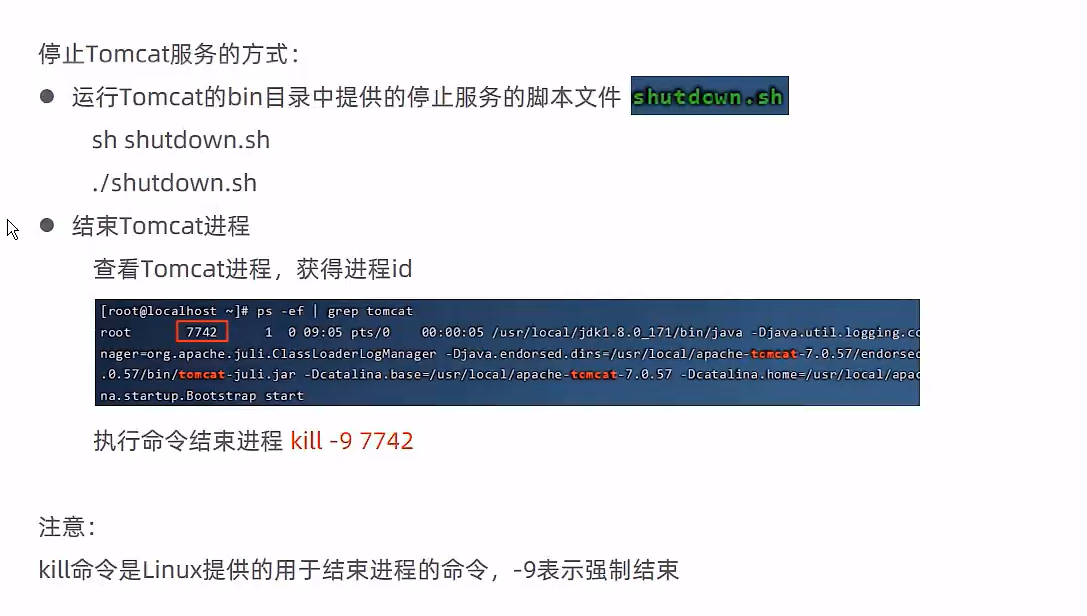 停止Tomcat服务的方式：
运行Tomcat的bin目录中提供的停止服务的脚本文件 shutdown.sh
sh shutdown.sh
./shutdown.sh
结束Tomcat进程
查看Tomcat进程，获得进程id
[root@localhost ~]# ps -ef | grep tomcat
root 7742 1 0 09:05 pts/0 00:00:05 /usr/local/jdk1.8.0_171/bin/java -Djava.util.logging.co
nager=org.apache.juli.ClassLoaderLogManager -Djava.endorsed.dirs=/usr/local/apache-tomcat-7.0.57/endorsed
.0.57/bin/tomcat-juli.jar -Dcatalina.base=/usr/local/apache-tomcat-7.0.57 -Dcatalina.home=/usr/local/apac
na.startup.Bootstrap start
执行命令结束进程 kill -9 7742
注意：
kill命令是Linux提供的用于结束进程的命令，-9表示强制结束